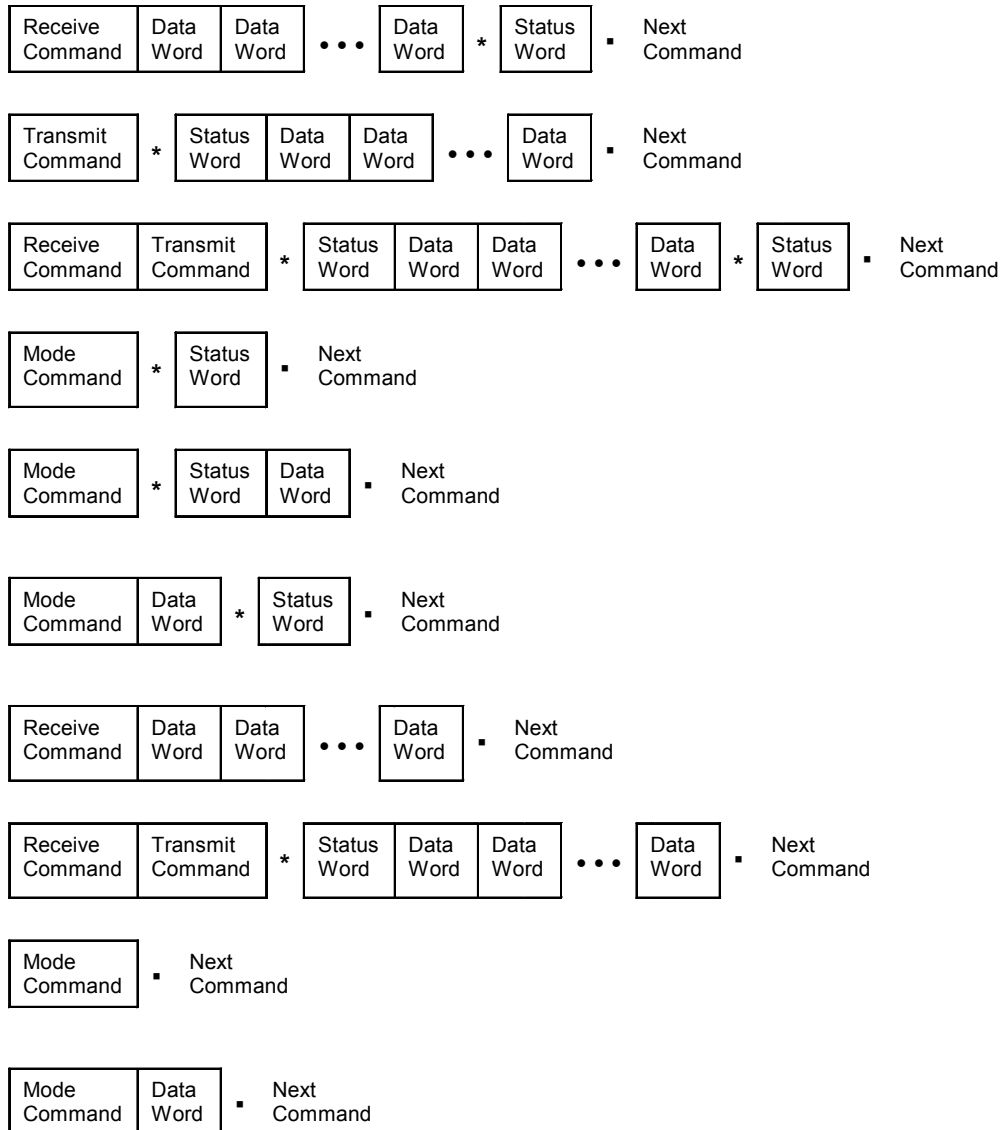 Receive Data Data Data Status Next
Command Word Word • • • Word * Word ▪ Command
Transmit Status Data Data Data Next
Command * Word Word Word • • • Word ▪ Command
Receive Transmit Status Data Data Data Status Next
Command Command * Word Word Word • • • Word * Word ▪ Command
Mode Status Next
Command * Word ▪ Command
Mode Status Data Next
Command * Word Word ▪ Command
Mode Data Status Next
Command Word * Word ▪ Command
Receive Data Data Data Next
Command Word Word • • • Word ▪ Command
Receive Transmit Status Data Data Data Next
Command Command * Word Word Word • • • Word ▪ Command
Mode Next
Command ▪ Command
Mode Data Next
Command Word ▪ Command